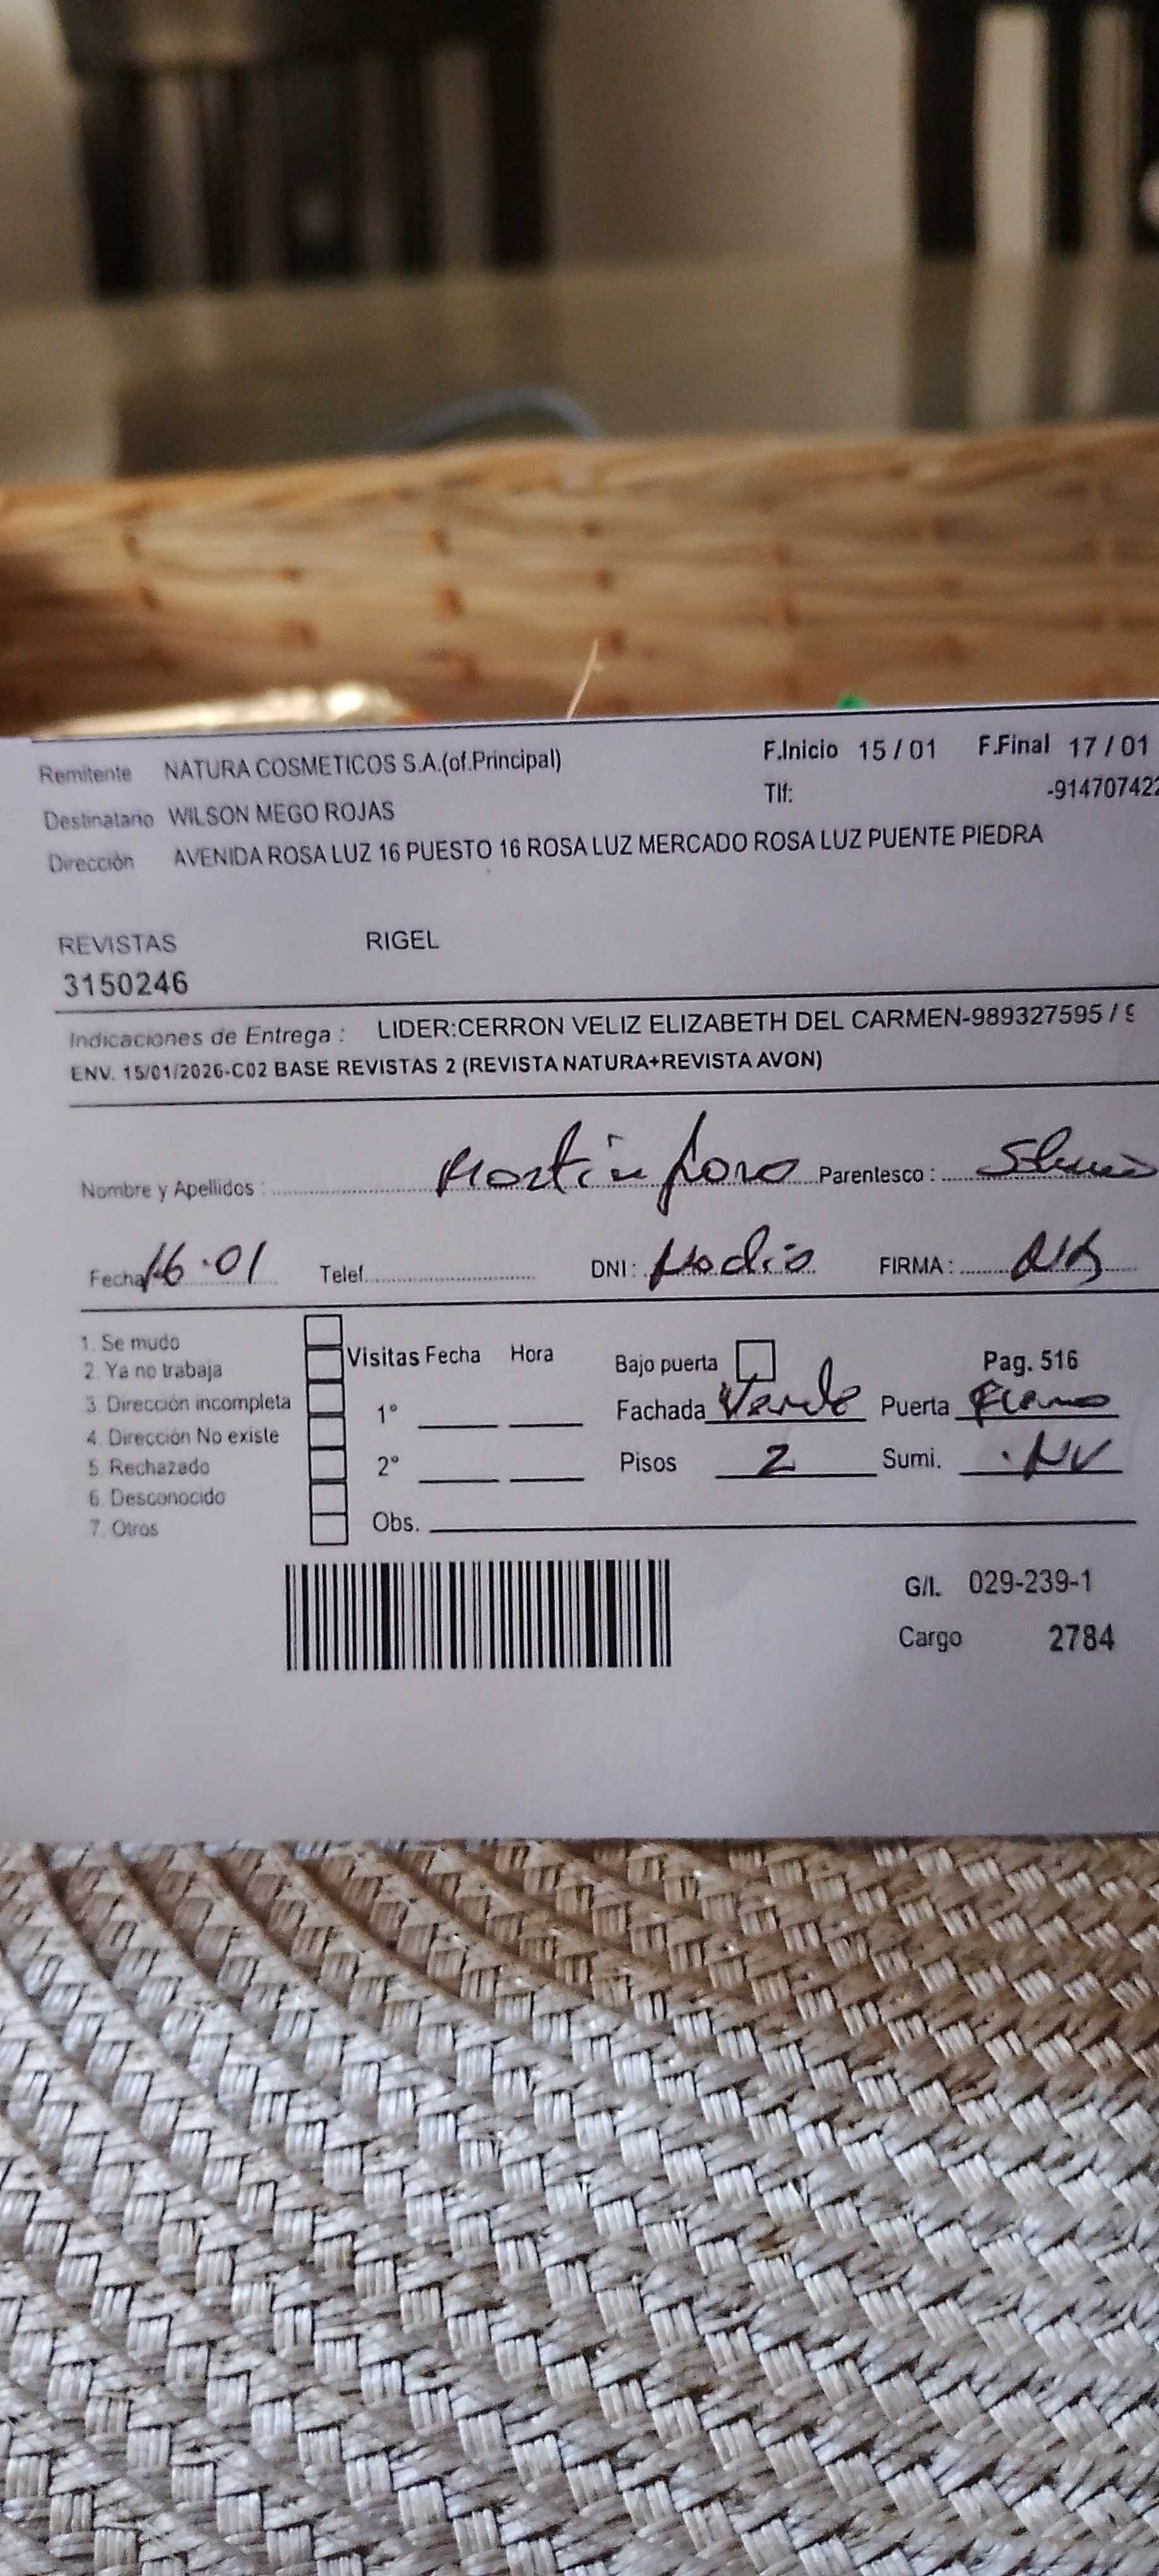 Remitente NATURA COSMETICOS S.A.(of.Principal) F.Inicio 15 / 01 F.Final 17 / 01
Destinatario WILSON MEGO ROJAS Tlf: -914707422
Dirección AVENIDA ROSA LUZ 16 PUESTO 16 ROSA LUZ MERCADO ROSA LUZ PUENTE PIEDRA
REVISTAS RIGEL
3150246
Indicaciones de Entrega : LIDER:CERRON VELIZ ELIZABETH DEL CARMEN-989327595 / 9
ENV. 15/01/2026-C02 BASE REVISTAS 2 (REVISTA NATURA+REVISTA AVON)
Nombre y Apellidos : Martin Parentesco :
Fecha 16.01 Telef. DNI: FIRMA :
1. Se mudo
2. Ya no trabaja Visitas Fecha Hora Bajo puerta Pag. 516
3. Dirección incompleta 1° Fachada Verde Puerta
4. Dirección No existe
5. Rechazado 2° Pisos 2 Sumi. NV
6. Desconocido
7. Otros Obs.
G/I. 029-239-1
Cargo 2784